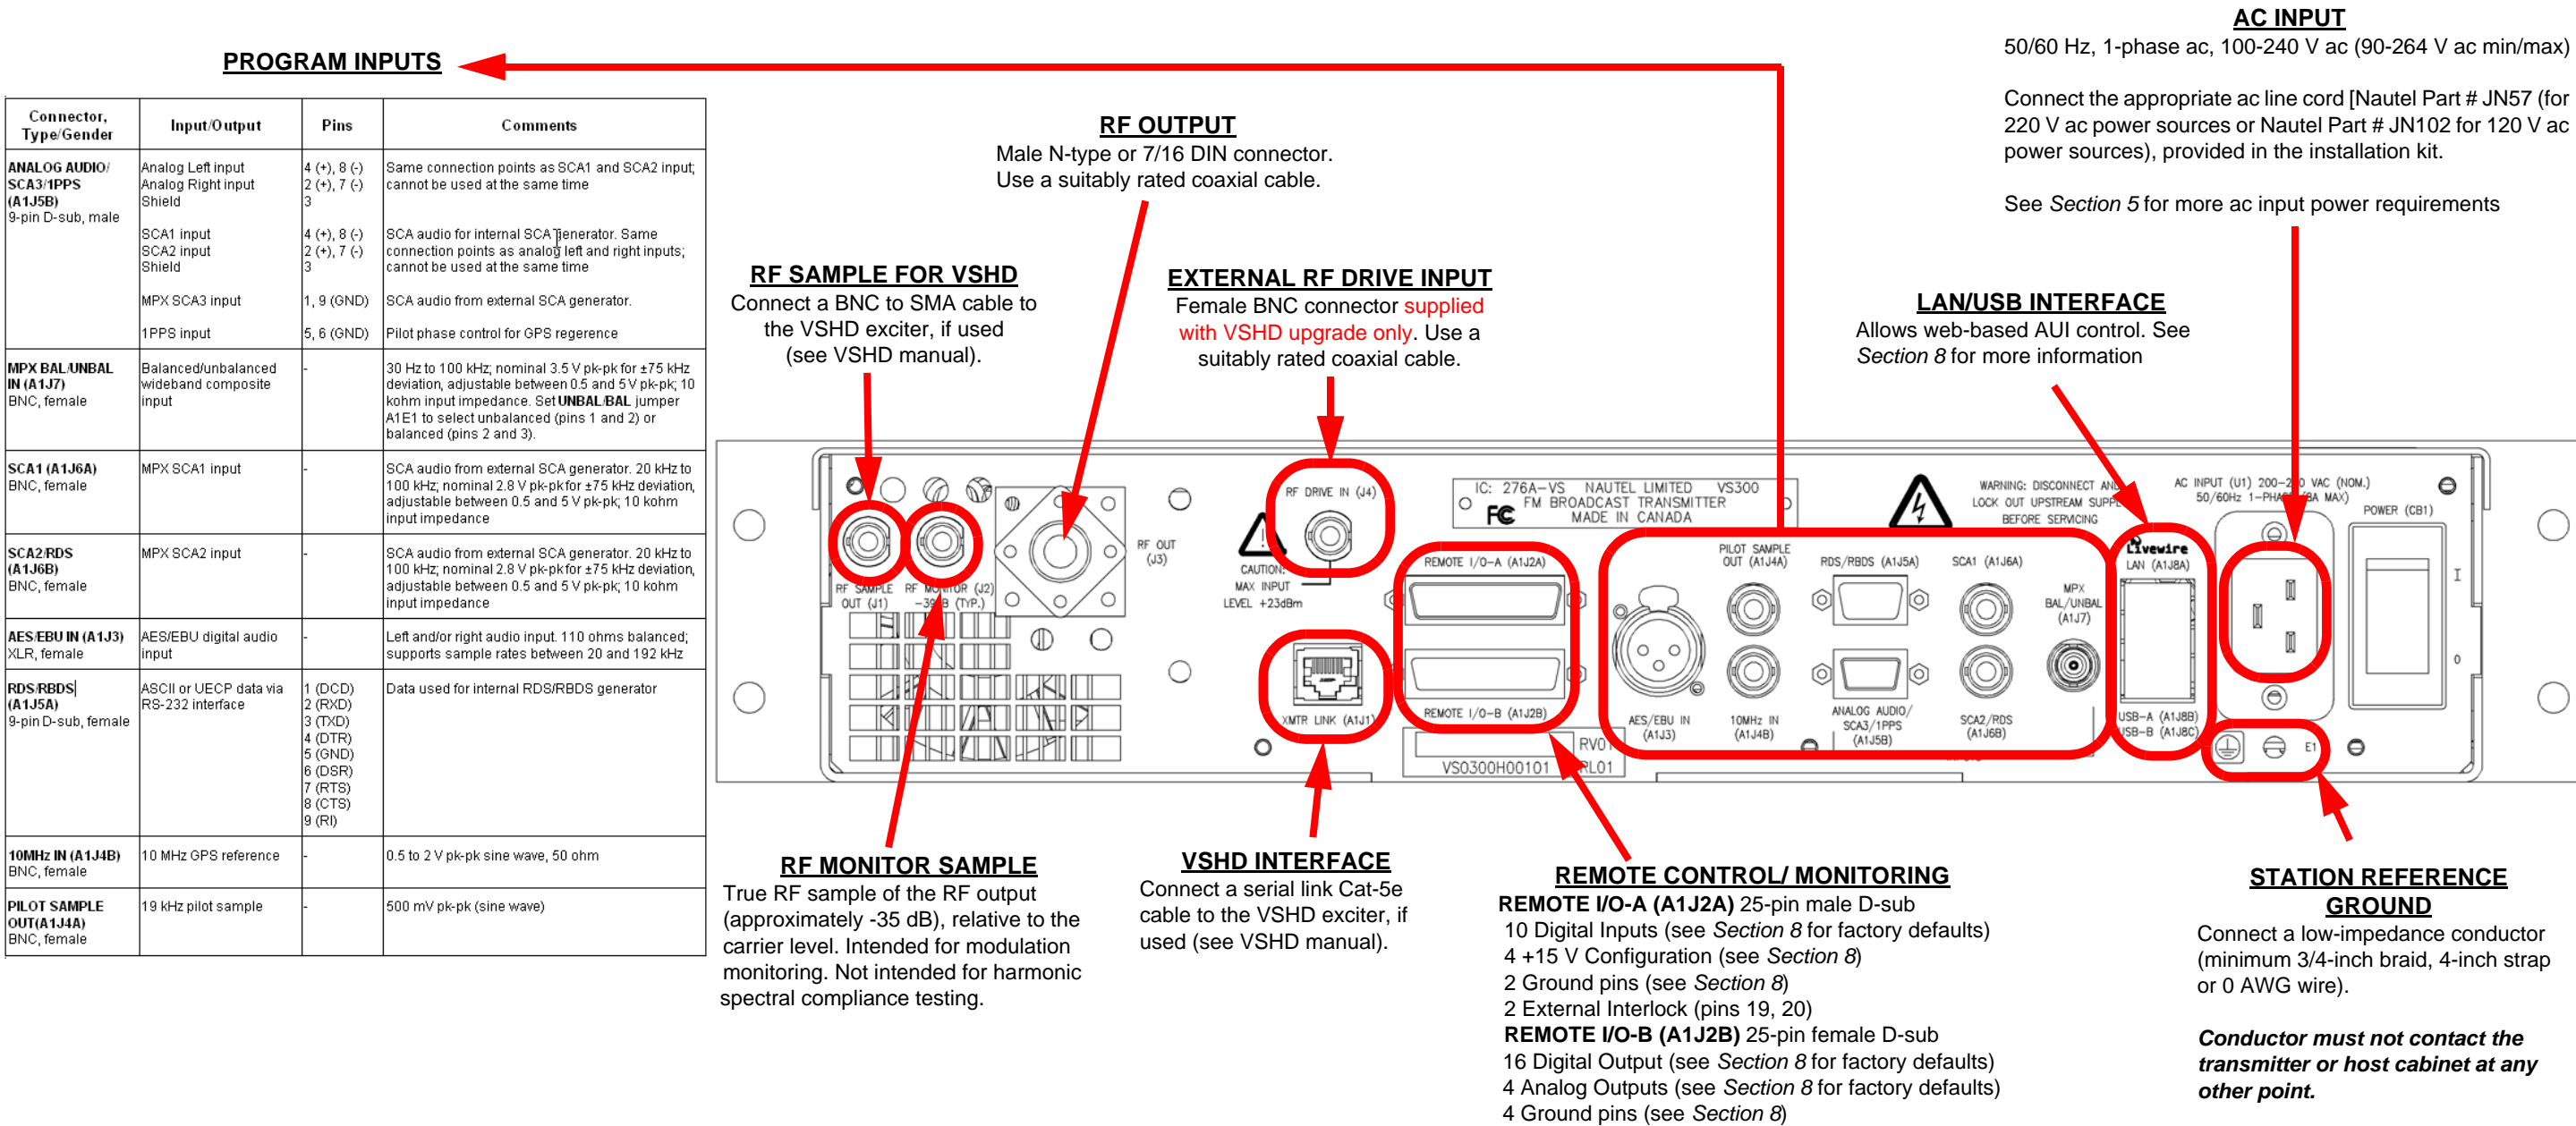 AC INPUT
50/60 Hz, 1-phase ac, 100-240 V ac (90-264 V ac min/max)
Connect the appropriate ac line cord [Nautel Part # JN57 (for
220 V ac power sources or Nautel Part # JN102 for 120 V ac
power sources), provided in the installation kit.
See Section 5 for more ac input power requirements
PROGRAM INPUTS
Connector, Type/Gender	Input/Output	Pins	Comments
ANALOG AUDIO/	Analog Left input	4 (+), 8 (-)	Same connection points as SCA1 and SCA2 input;
SCA3/1PPS	Analog Right input	2 (+), 7 (-)	cannot be used at the same time
(A1J5B)	Shield	3
9-pin D-sub, male
SCA1 input	4 (+), 8 (-)	SCA audio for internal SCA generator. Same
SCA2 input	2 (+), 7 (-)	connection points as analog left and right inputs;
Shield	3	cannot be used at the same time
MPX SCA3 input	1, 9 (GND)	SCA audio from external SCA generator.
1PPS input	5, 6 (GND)	Pilot phase control for GPS regerence
MPX BAL/UNBAL	Balanced/unbalanced	-	30 Hz to 100 kHz; nominal 3.5 V pk-pk for ±75 kHz
IN (A1J7)	wideband composite	deviation, adjustable between 0.5 and 5 V pk-pk; 10
BNC, female	input	kohm input impedance. Set UNBAL/BAL jumper
A1E1 to select unbalanced (pins 1 and 2) or
balanced (pins 2 and 3).
SCA1 (A1J6A)	MPX SCA1 input	-	SCA audio from external SCA generator. 20 kHz to
BNC, female	100 kHz; nominal 2.8 V pk-pk for ±75 kHz deviation,
adjustable between 0.5 and 5 V pk-pk; 10 kohm
input impedance
SCA2/RDS	MPX SCA2 input	-	SCA audio from external SCA generator. 20 kHz to
(A1J6B)	100 kHz; nominal 2.8 V pk-pk for ±75 kHz deviation,
BNC, female	adjustable between 0.5 and 5 V pk-pk; 10 kohm
input impedance
AES/EBU IN (A1J3)	AES/EBU digital audio	-	Left and/or right audio input. 110 ohms balanced;
XLR, female	input	supports sample rates between 20 and 192 kHz
RDS/RBDS	ASCII or UECP data via	1 (DCD)	Data used for internal RDS/RBDS generator
(A1J5A)	RS-232 interface	2 (RXD)
9-pin D-sub, female	3 (TXD)
4 (DTR)
5 (GND)
6 (DSR)
7 (RTS)
8 (CTS)
9 (RI)
10MHz IN (A1J4B)	10 MHz GPS reference	-	0.5 to 2 V pk-pk sine wave, 50 ohm
BNC, female
PILOT SAMPLE	19 kHz pilot sample	-	500 mV pk-pk (sine wave)
OUT(A1J4A)
BNC, female
RF OUTPUT
Male N-type or 7/16 DIN connector.
Use a suitably rated coaxial cable.
RF SAMPLE FOR VSHD
Connect a BNC to SMA cable to
the VSHD exciter, if used
(see VSHD manual).
EXTERNAL RF DRIVE INPUT
Female BNC connector supplied
with VSHD upgrade only. Use a
suitably rated coaxial cable.
LAN/USB INTERFACE
Allows web-based AUI control. See
Section 8 for more information
RF SAMPLE
OUT (J1)
RF MONITOR (J2)
(TYP.)
RF OUT
(J3)
RF DRIVE IN (J4)
!
CAUTION:
MAX INPUT
LEVEL +23dBm
XMTR LINK (A1J1)
IC: 276A-VS NAUTEL LIMITED VS300
FM BROADCAST TRANSMITTER
FC MADE IN CANADA
REMOTE I/O-A (A1J2A)
REMOTE I/O-B (A1J2B)
RV01
VS0300H00101 RL01
WARNING: DISCONNECT AND
LOCK OUT UPSTREAM
BEFORE SERVICING
AES/EBU IN
(A1J3)
PILOT SAMPLE
OUT (A1J4A)
10MHz IN
(A1J4B)
RDS/RBDS (A1J5A)
ANALOG AUDIO/
SCA3/1PPS
(A1J5B)
SCA1 (A1J6A)
SCA2/RDS
(A1J6B)
MPX
BAL/UNBAL
(A1J7)
Livewire
LAN (A1J8A)
USB-A (A1J8B)
USB-B (A1J8C)
AC INPUT (U1) VAC (NOM.)
50/60Hz MAX)
POWER (CB1)
I
0
E1
RF MONITOR SAMPLE
True RF sample of the RF output
(approximately -35 dB), relative to the
carrier level. Intended for modulation
monitoring. Not intended for harmonic
spectral compliance testing.
VSHD INTERFACE
Connect a serial link Cat-5e
cable to the VSHD exciter, if
used (see VSHD manual).
REMOTE CONTROL/ MONITORING
REMOTE I/O-A (A1J2A) 25-pin male D-sub
10 Digital Inputs (see Section 8 for factory defaults)
4 +15 V Configuration (see Section 8)
2 Ground pins (see Section 8)
2 External Interlock (pins 19, 20)
REMOTE I/O-B (A1J2B) 25-pin female D-sub
16 Digital Output (see Section 8 for factory defaults)
4 Analog Outputs (see Section 8 for factory defaults)
4 Ground pins (see Section 8)
STATION REFERENCE
GROUND
Connect a low-impedance conductor
(minimum 3/4-inch braid, 4-inch strap
or 0 AWG wire).
Conductor must not contact the
transmitter or host cabinet at any
other point.